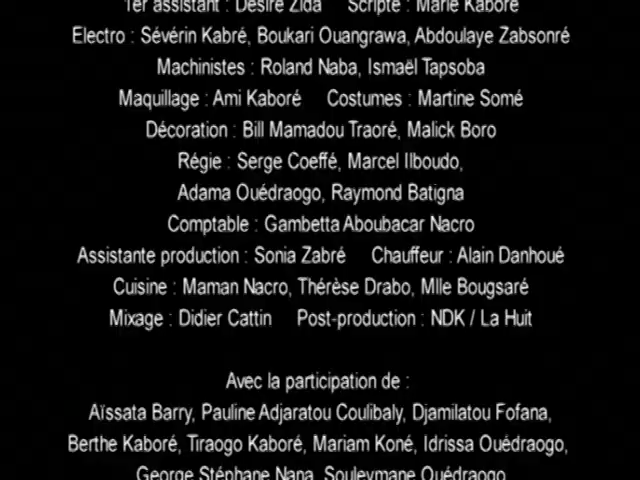 1er assistant : Désiré Zida Scripte : Marie Kaboré
Electro : Sévérin Kabré, Boukari Ouangrawa, Abdoulaye Zabsonré
Machinistes : Roland Naba, Ismaël Tapsoba
Maquillage : Ami Kaboré Costumes : Martine Somé
Décoration : Bill Mamadou Traoré, Malick Boro
Régie : Serge Coeffé, Marcel Ilboudo,
Adama Ouédraogo, Raymond Batigna
Comptable : Gambetta Aboubacar Nacro
Assistante production : Sonia Zabré Chauffeur : Alain Danhoué
Cuisine : Maman Nacro, Thérèse Drabo, Mlle Bougsaré
Mixage : Didier Cattin Post-production : NDK / La Huit
Avec la participation de :
Aïssata Barry, Pauline Adjaratou Coulibaly, Djamilatou Fofana,
Berthe Kaboré, Tiraogo Kaboré, Mariam Koné, Idrissa Ouédraogo,
George Stéphane Nana, Souleymane Ouédraogo